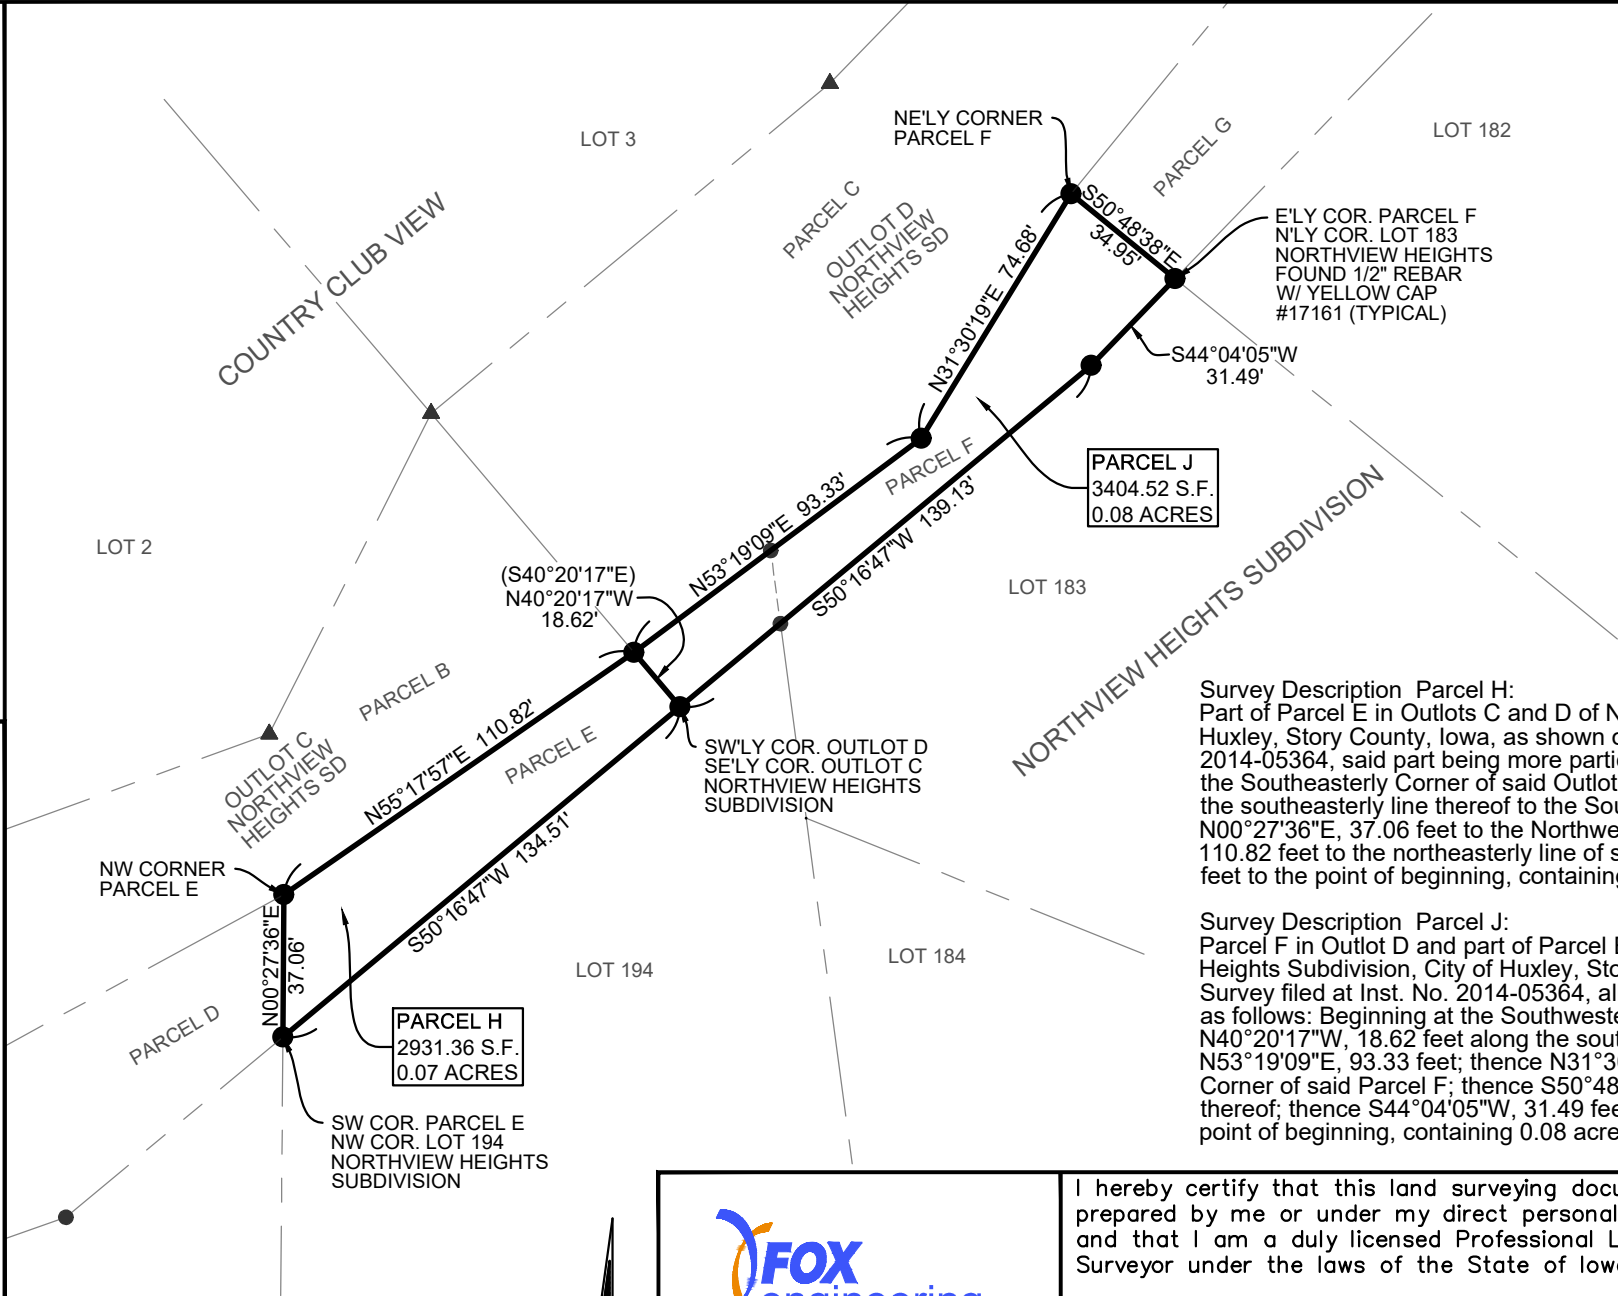 LOT 3
NE'LY CORNER
PARCEL F
PARCEL G
LOT 182
PARCEL C
OUTLOT D
NORTHVIEW
HEIGHTS SD
COUNTRY CLUB VIEW
S50°48'38"E
34.95'
E'LY COR. PARCEL F
N'LY COR. LOT 183
NORTHVIEW HEIGHTS
FOUND 1/2" REBAR
W/ YELLOW CAP
#17161 (TYPICAL)
N31°30'19"E 74.68'
S44°04'05"W
31.49'
PARCEL F
PARCEL J
3404.52 S.F.
0.08 ACRES
N53°19'09"E 93.33'
S50°16'47"W 139.13'
LOT 2
LOT 183
NORTHVIEW HEIGHTS SUBDIVISION
(S40°20'17"E)
N40°20'17"W
18.62'
PARCEL B
OUTLOT C
NORTHVIEW
HEIGHTS SD
N55°17'57"E 110.82'
PARCEL E
SW'LY COR. OUTLOT D
SE'LY COR. OUTLOT C
NORTHVIEW HEIGHTS
SUBDIVISION
S50°16'47"W 134.51'
NW CORNER
PARCEL E
N00°27'36"E
37.06'
PARCEL D
LOT 194
LOT 184
PARCEL H
2931.36 S.F.
0.07 ACRES
SW COR. PARCEL E
NW COR. LOT 194
NORTHVIEW HEIGHTS
SUBDIVISION
Survey Description Parcel H:
Part of Parcel E in Outlots C and D of N
Huxley, Story County, Iowa, as shown
2014-05364, said part being more parti
the Southeasterly Corner of said Outlot
the southeasterly line thereof to the Sou
N00°27'36"E, 37.06 feet to the Northwe
110.82 feet to the northeasterly line of s
feet to the point of beginning, containing
Survey Description Parcel J:
Parcel F in Outlot D and part of Parcel
Heights Subdivision, City of Huxley, Sto
Survey filed at Inst. No. 2014-05364, al
as follows: Beginning at the Southweste
N40°20'17"W, 18.62 feet along the sout
N53°19'09"E, 93.33 feet; thence N31°3
Corner of said Parcel F; thence S50°48
thereof; thence S44°04'05"W, 31.49 fee
point of beginning, containing 0.08 acre
I hereby certify that this land surveying docu
prepared by me or under my direct personal
and that I am a duly licensed Professional L
Surveyor under the laws of the State of Iowa
FOX
engineering